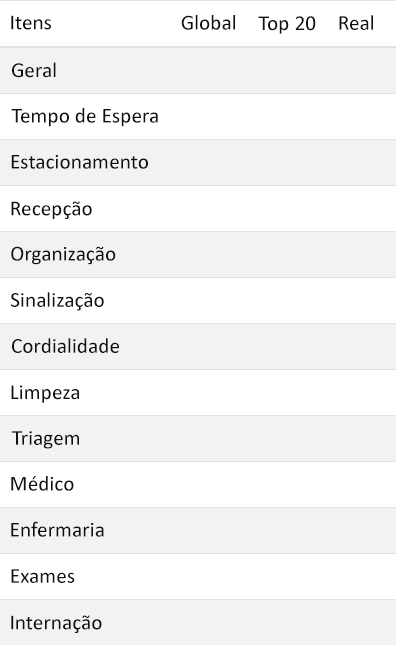 Itens Global Top 20 Real
Geral
Tempo de Espera
Estacionamento
Recepção
Organização
Sinalização
Cordialidade
Limpeza
Triagem
Médico
Enfermaria
Exames
Internação